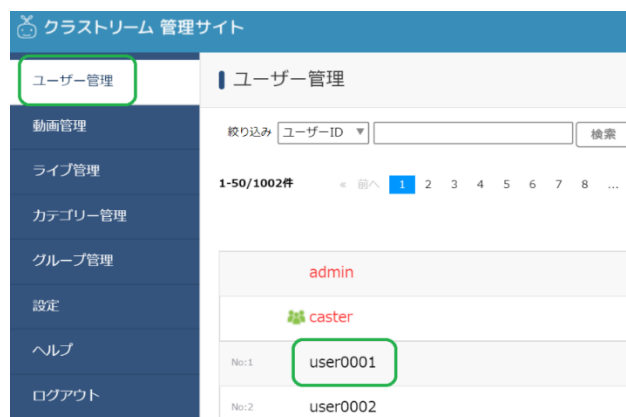 クラストリーム 管理サイト
ユーザー管理
動画管理
ライブ管理
カテゴリー管理
グループ管理
設定
ヘルプ
ログアウト
ユーザー管理
絞り込み ユーザーID ▼ 検索
1-50/1002件 « 前へ 1 2 3 4 5 6 7 8 ...
admin
caster
No:1 user0001
No:2 user0002